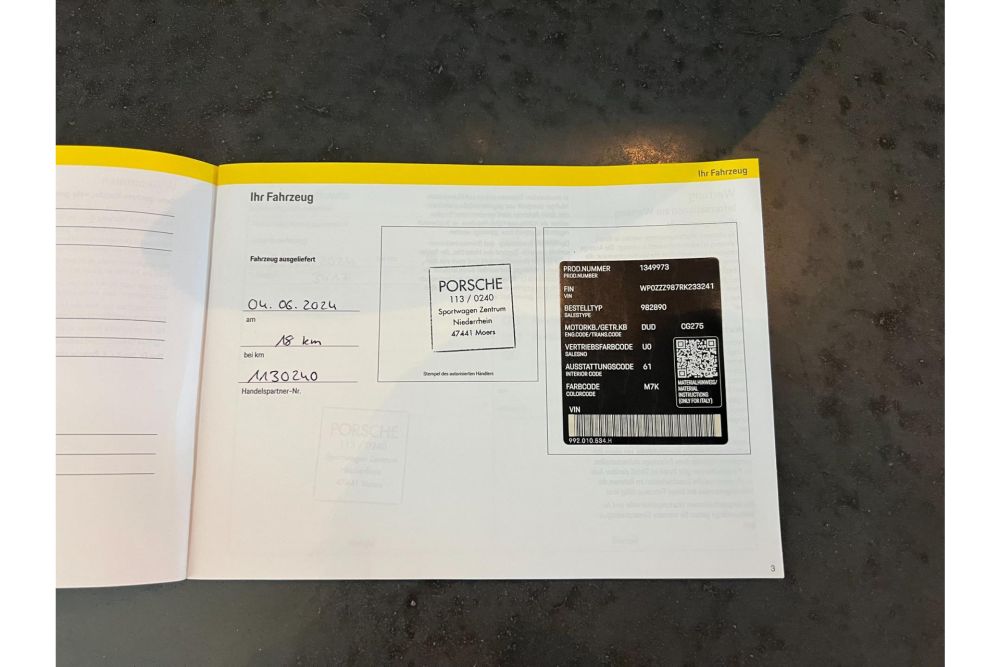 Ihr Fahrzeug
Ihr Fahrzeug
Fahrzeug ausgeliefert
04.06.2024
am
18 km
bei km
1130240
Handelspartner-Nr.
PORSCHE
113 / 0240
Sportwagen Zentrum
Niederrhein
47441 Moers
Stempel des autorisierten Händlers
PROD.NUMMER 1349973
PROD.NUMBER
FIN WP0ZZZ987RK233241
VIN
BESTELLTYP 982890
SALESTYPE
MOTORKB./GETR.KB DUD CG275
ENG.CODE/TRANS.CODE
VERTRIEBSFARBCODE U0
SALESNO
AUSSTATTUNGSCODE 61
INTERIOR CODE
FARBCODE M7K
COLORCODE
MATERIALHINWEIS/
MATERIAL
INSTRUCTIONS
(ONLY FOR ITALY)
VIN
992.010.534.H
3